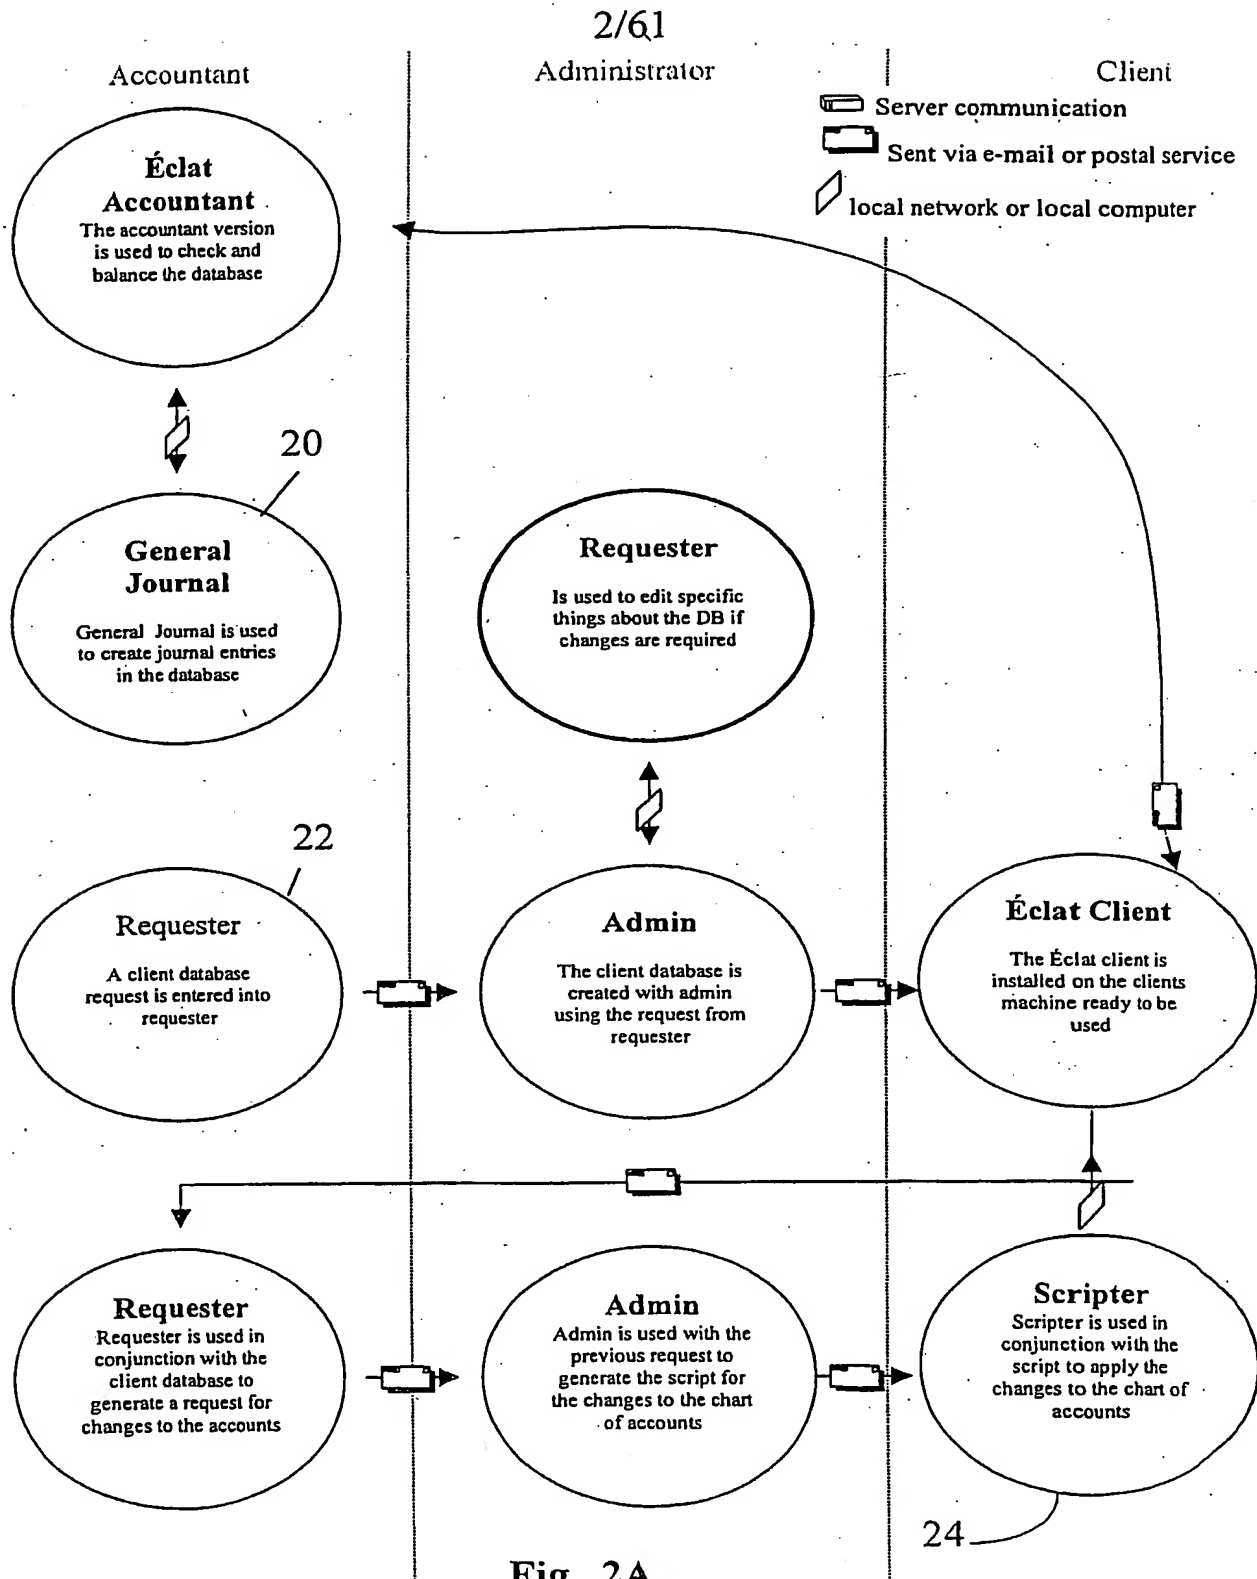 2/61
Accountant
Administrator
Client
Server communication
Sent via e-mail or postal service
local network or local computer
Éclat
Accountant
The accountant version
is used to check and
balance the database
20
General
Journal
General Journal is used
to create journal entries
in the database
Requester
Is used to edit specific
things about the DB if
changes are required
22
Requester
A client database
request is entered into
requester
Admin
The client database is
created with admin
using the request from
requester
Éclat Client
The Éclat client is
installed on the clients
machine ready to be
used
Requester
Requester is used in
conjunction with the
client database to
generate a request for
changes to the accounts
Admin
Admin is used with the
previous request to
generate the script for
the changes to the chart
of accounts
Scripter
Scripter is used in
conjunction with the
script to apply the
changes to the chart of
accounts
24
Fig. 2A